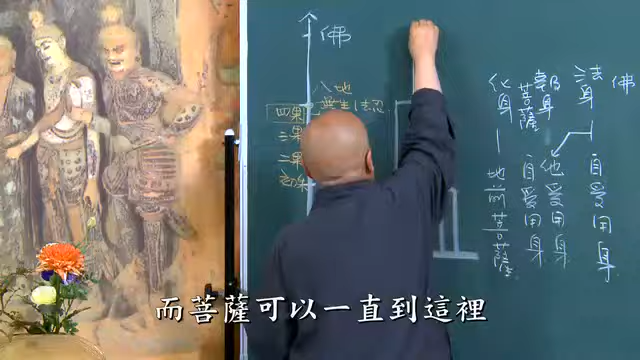 佛
八地
無生法忍
四果
三果
二果
初果
佛
法身
自受用身
報身
菩薩
他受用身
自受用身
化身
地前菩薩
而菩薩可以一直到這裡